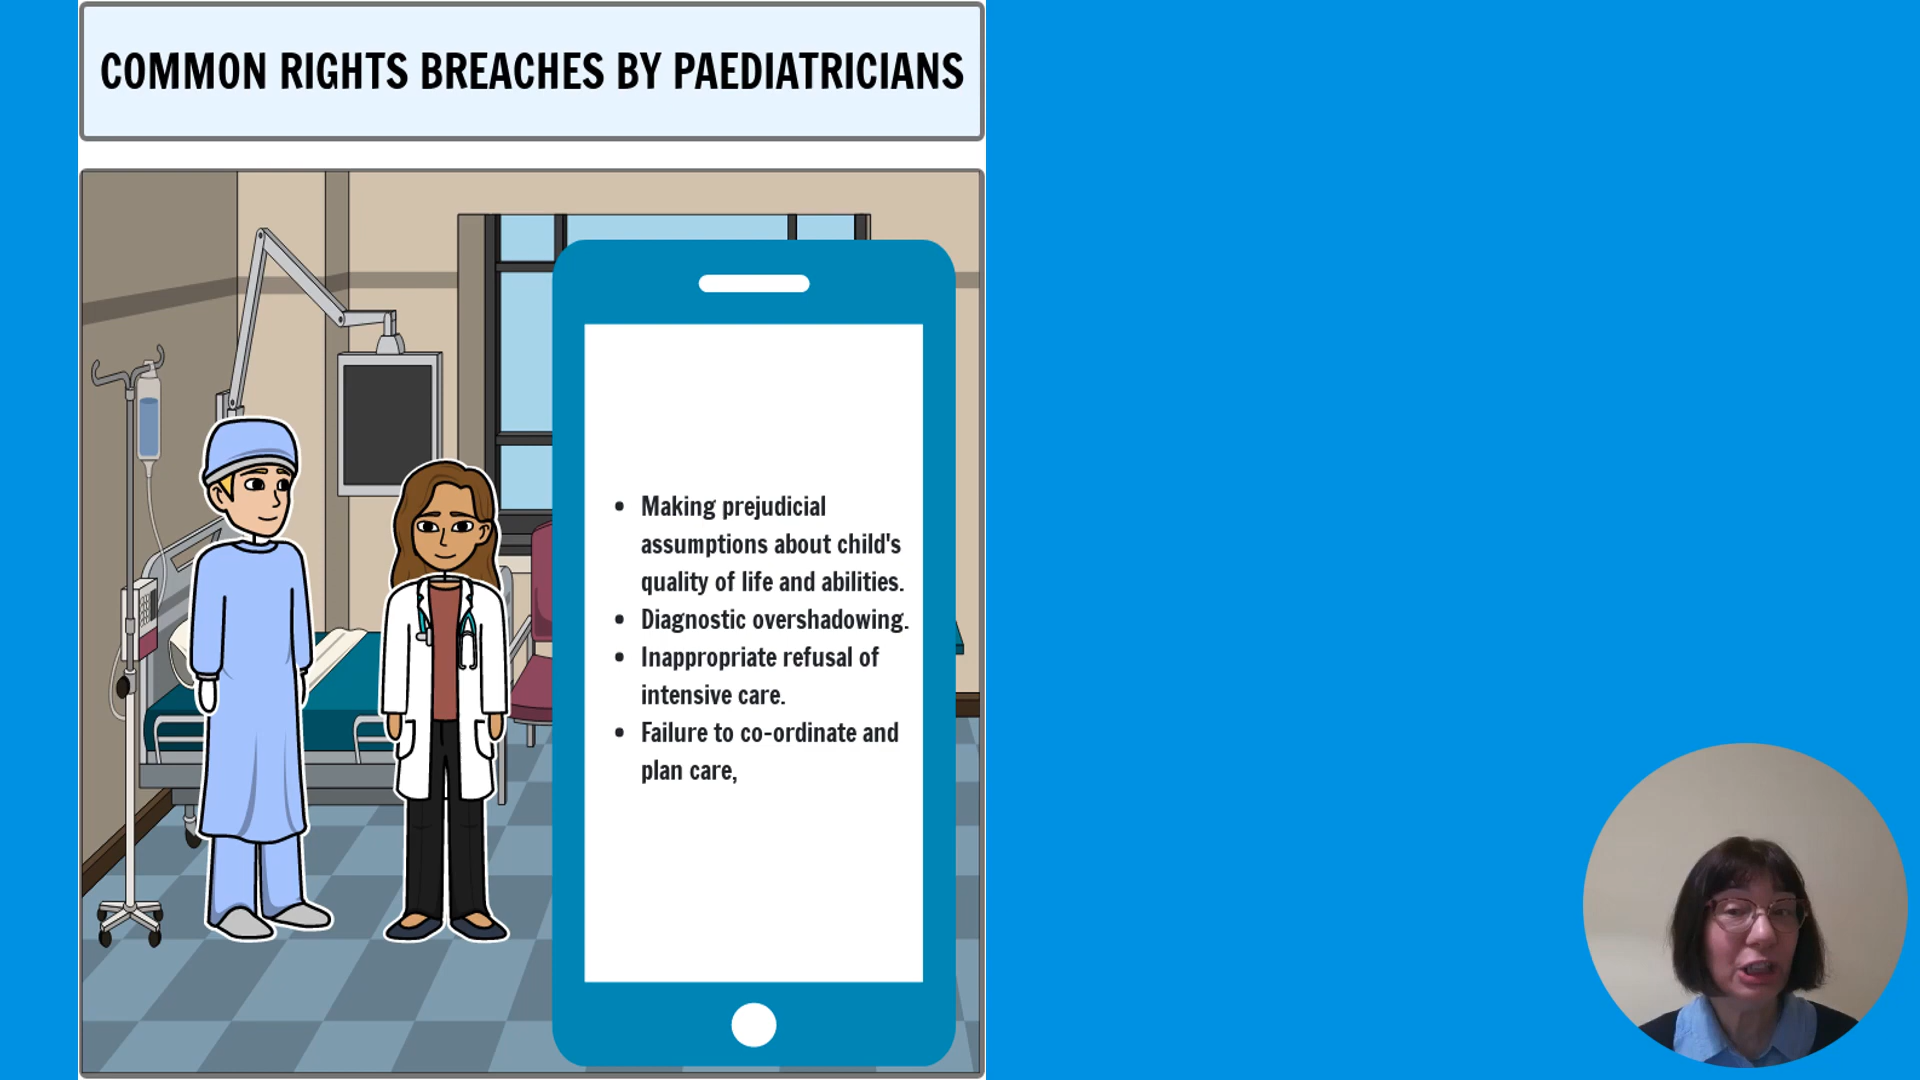 COMMON RIGHTS BREACHES BY PAEDIATRICIANS
• Making prejudicial
assumptions about child's
quality of life and abilities.
• Diagnostic overshadowing.
• Inappropriate refusal of
intensive care.
• Failure to co-ordinate and
plan care,